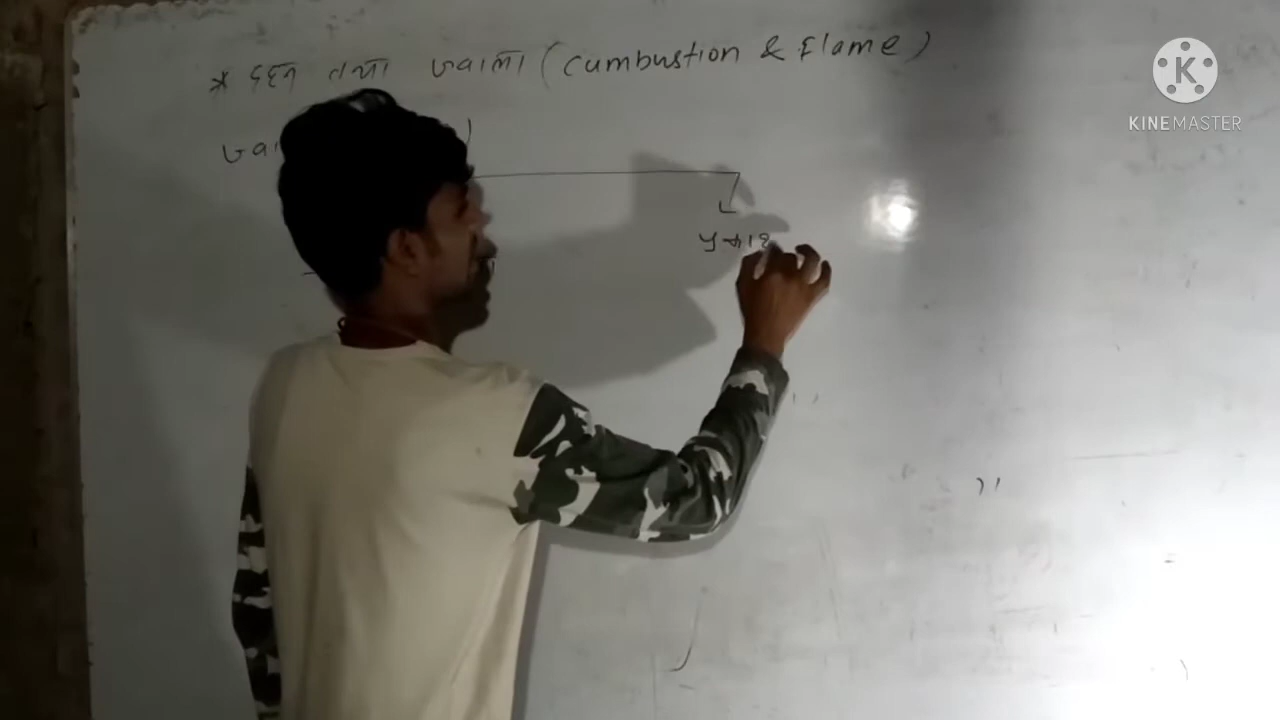 * दहन तथा ज्वाला (Cumbustion & Flame)
प्रका
KINEMASTER